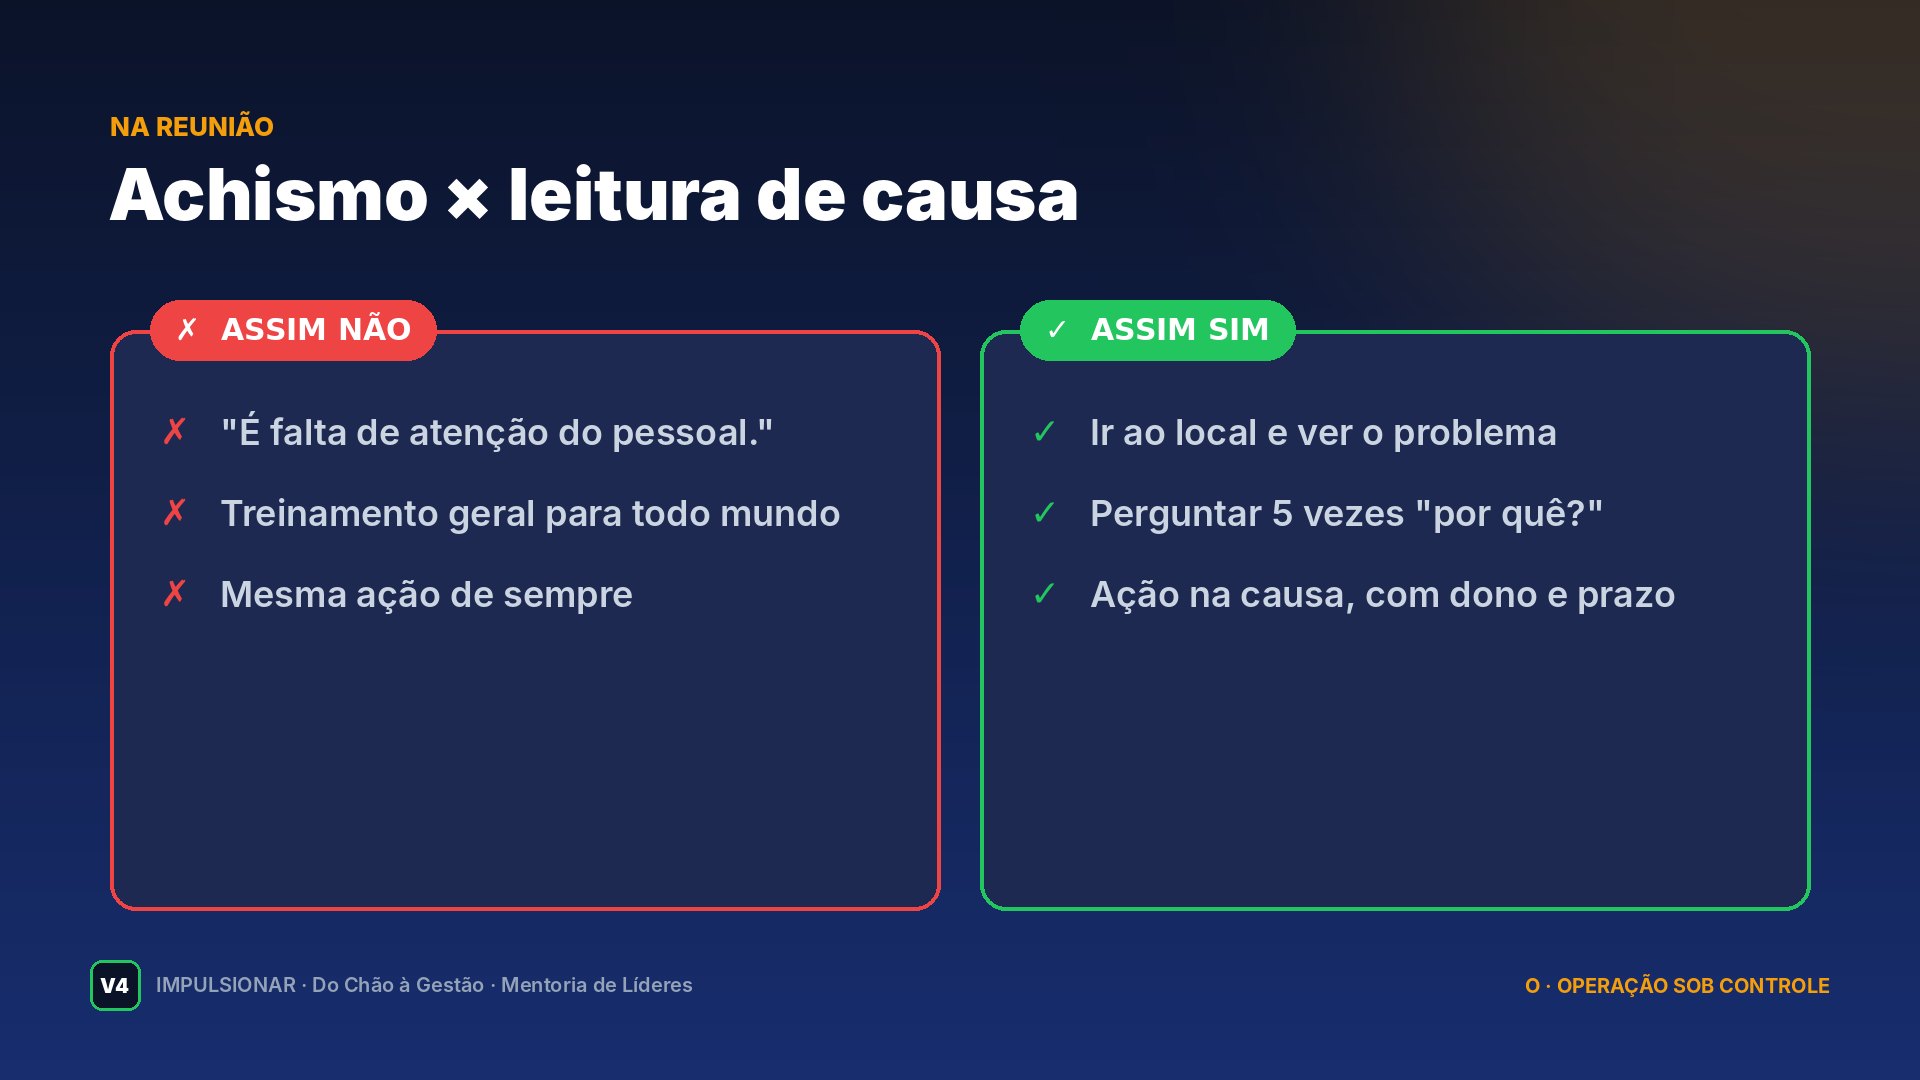 NA REUNIÃO
Achismo × leitura de causa
✗ ASSIM NÃO
✗ "É falta de atenção do pessoal."
✗ Treinamento geral para todo mundo
✗ Mesma ação de sempre
✓ ASSIM SIM
✓ Ir ao local e ver o problema
✓ Perguntar 5 vezes "por quê?"
✓ Ação na causa, com dono e prazo
V4 IMPULSIONAR · Do Chão à Gestão · Mentoria de Líderes
O · OPERAÇÃO SOB CONTROLE